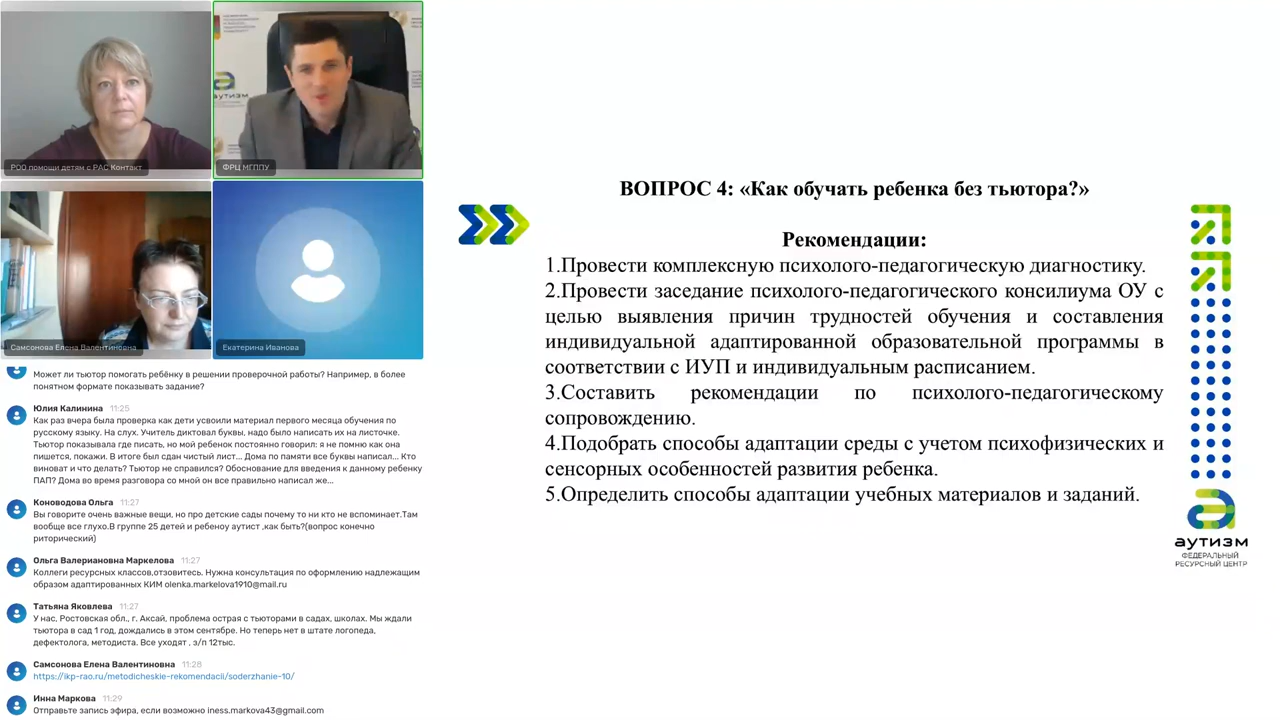 РОО помощи детям с РАС Контакт
ФРЦ МГППУ
аутизм
Самсонова Елена Валентиновна
Екатерина Иванова
Может ли тьютор помогать ребёнку в решении проверочной работы? Например, в более
понятном формате показывать задание?
Юлия Калинина 11:25
Как раз вчера была проверка как дети усвоили материал первого месяца обучения по
русскому языку. На слух. Учитель диктовал буквы, надо было написать их на листочке.
Тьютор показывала где писать, но мой ребенок постоянно говорил: я не помню как она
пишется, покажи. В итоге был сдан чистый лист... Дома по памяти все буквы написал... Кто
виноват и что делать? Тьютор не справился? Обоснование для введения к данному ребенку
ПАП? Дома во время разговора со мной он все правильно написал же...
Коноводова Ольга 11:27
Вы говорите очень важные вещи, но про детские сады почему то ни кто не вспоминает.Там
вообще все глухо.В группе 25 детей и ребеноу аутист ,как быть?(вопрос конечно
риторический)
Ольга Валериановна Маркелова 11:27
Коллеги ресурсных классов,отзовитесь. Нужна консультация по оформлению надлежащим
образом адаптированных КИМ olenka.markelova1910@mail.ru
Татьяна Яковлева 11:27
У нас, Ростовская обл., г. Аксай, проблема острая с тьюторами в садах, школах. Мы ждали
тьютора в сад 1 год, дождались в этом сентябре. Но теперь нет в штате логопеда,
дефектолога, методиста. Все уходят , з/п 12тыс.
Самсонова Елена Валентиновна 11:28
https://ikp-rao.ru/metodicheskie-rekomendacii/soderzhanie-10/
Инна Маркова 11:29
Отправьте запись эфира, если возможно iness.markova43@gmail.com
ВОПРОС 4: «Как обучать ребенка без тьютора?»
Рекомендации:
1.Провести комплексную психолого-педагогическую диагностику.
2.Провести заседание психолого-педагогического консилиума ОУ с
целью выявления причин трудностей обучения и составления
индивидуальной адаптированной образовательной программы в
соответствии с ИУП и индивидуальным расписанием.
3.Составить рекомендации по психолого-педагогическому
сопровождению.
4.Подобрать способы адаптации среды с учетом психофизических и
сенсорных особенностей развития ребенка.
5.Определить способы адаптации учебных материалов и заданий.
аутизм
ФЕДЕРАЛЬНЫЙ
РЕСУРСНЫЙ ЦЕНТР